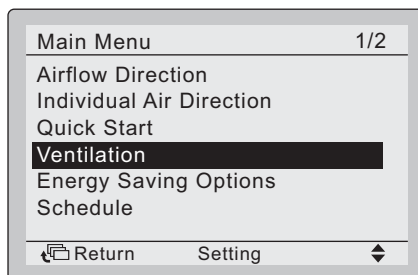 Main Menu 1/2
Airflow Direction
Individual Air Direction
Quick Start
Ventilation
Energy Saving Options
Schedule
Return Setting